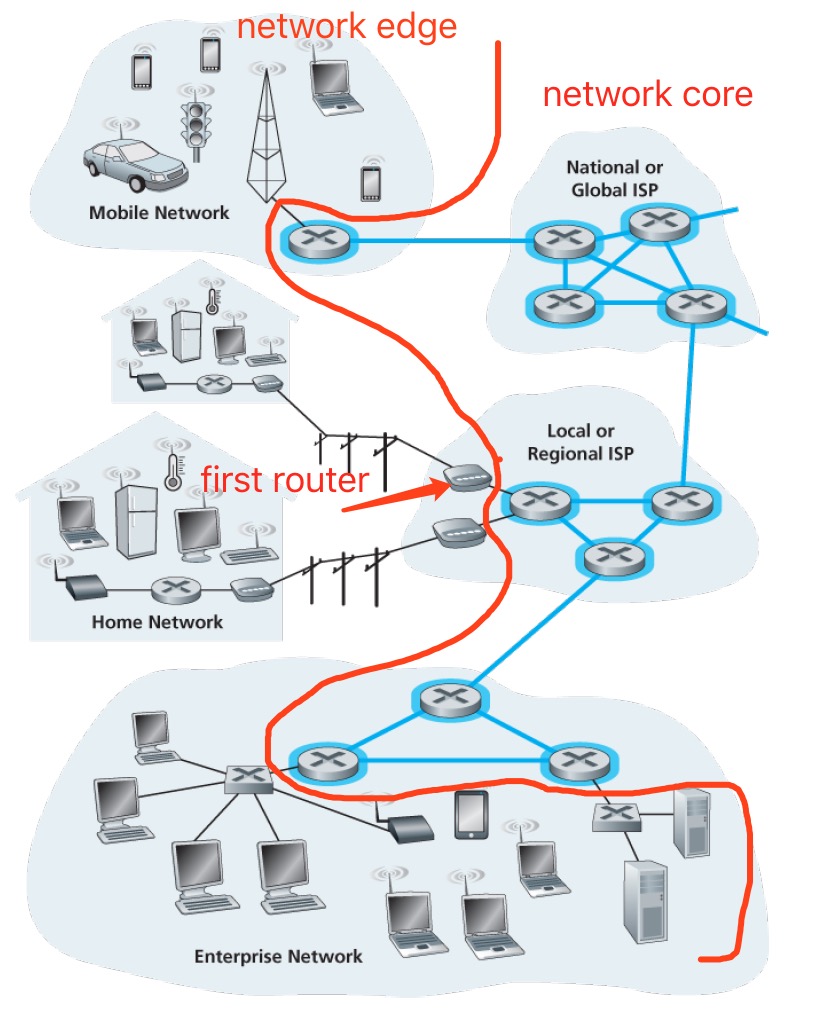 network edge
network core
National or
Global ISP
Mobile Network
Local or
Regional ISP
first router
Home Network
Enterprise Network